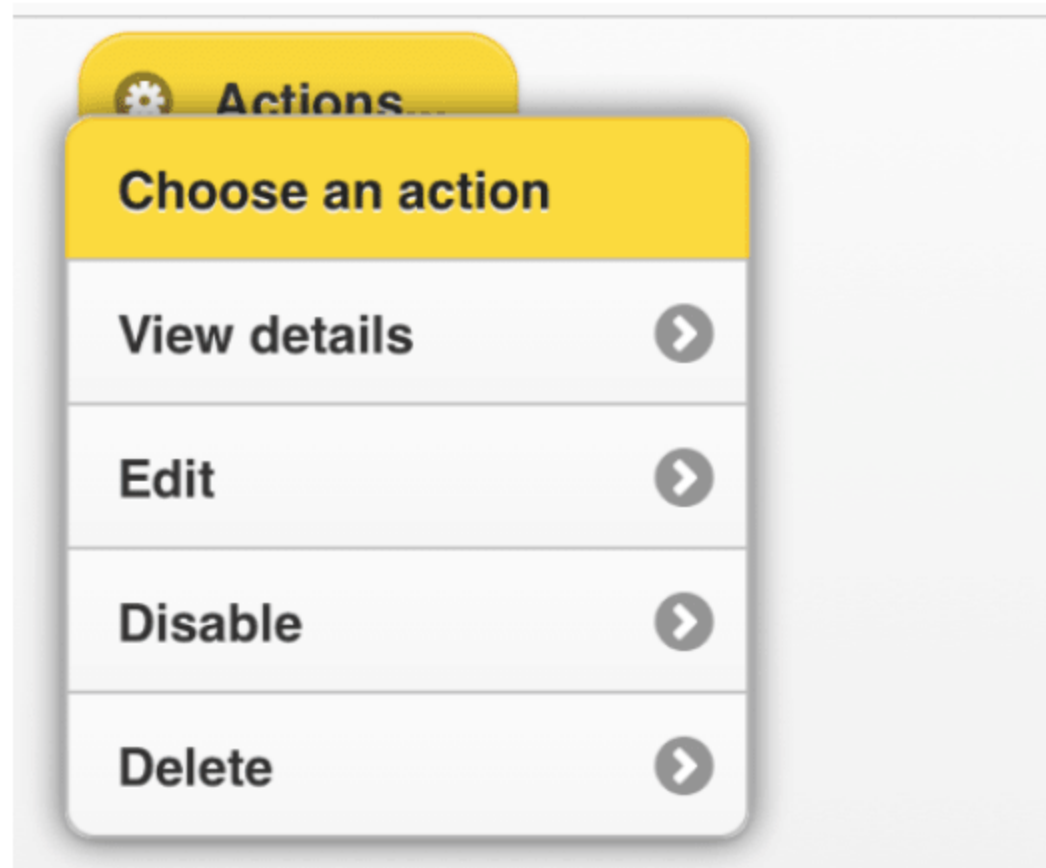 Actions...
Choose an action
View details
Edit
Disable
Delete